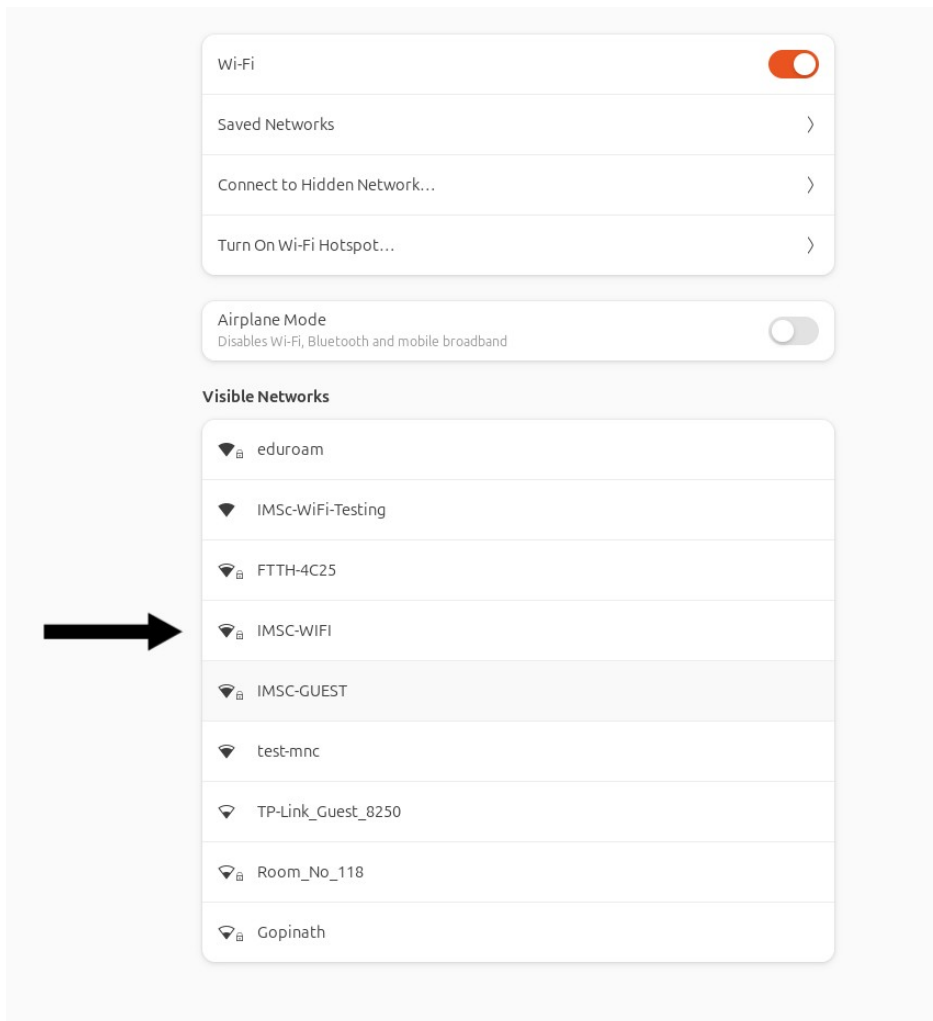 Wi-Fi
Saved Networks
Connect to Hidden Network…
Turn On Wi-Fi Hotspot…
Airplane Mode
Disables Wi-Fi, Bluetooth and mobile broadband
Visible Networks
eduroam
IMSc-WiFi-Testing
FTTH-4C25
IMSC-WIFI
IMSC-GUEST
test-mnc
TP-Link_Guest_8250
Room_No_118
Gopinath